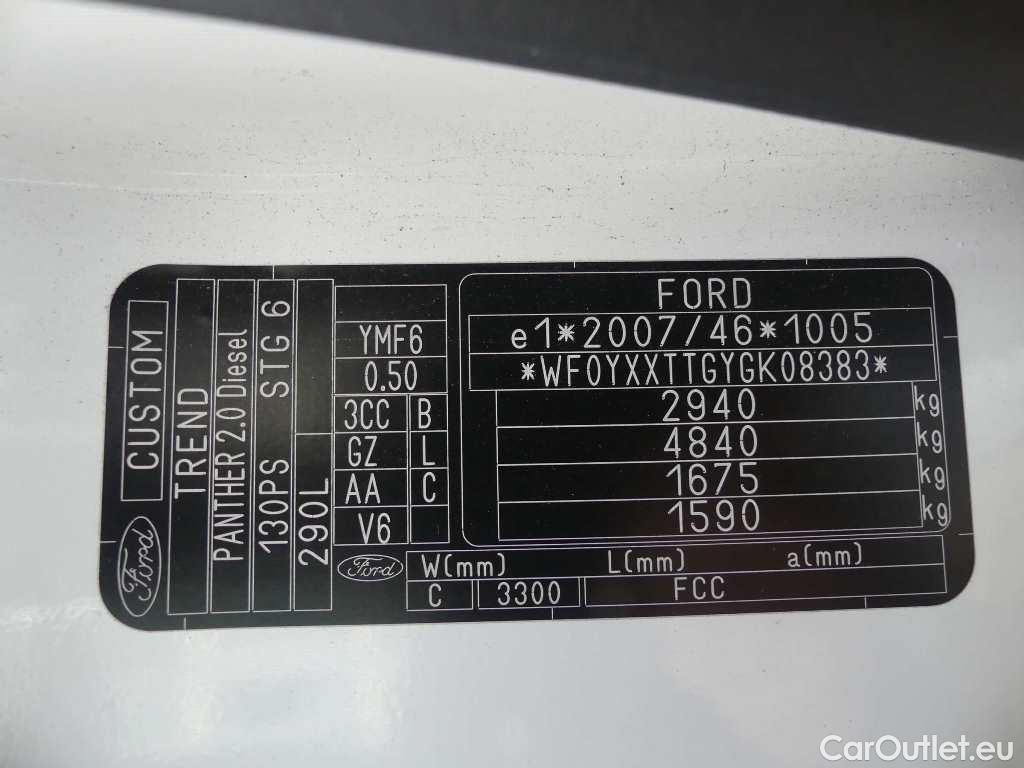 Ford
CUSTOM
TREND
PANTHER 2.0 Diesel
130PS STG 6
290L
YMF6
0.50
3CC B
GZ L
AA C
V6
Ford
FORD
e1*2007/46*1005
*WF0YXXTTGYGK08383*
2940 kg
4840 kg
1675 kg
1590 kg
W(mm) L(mm) a(mm)
C 3300 FCC
CarOutlet.eu